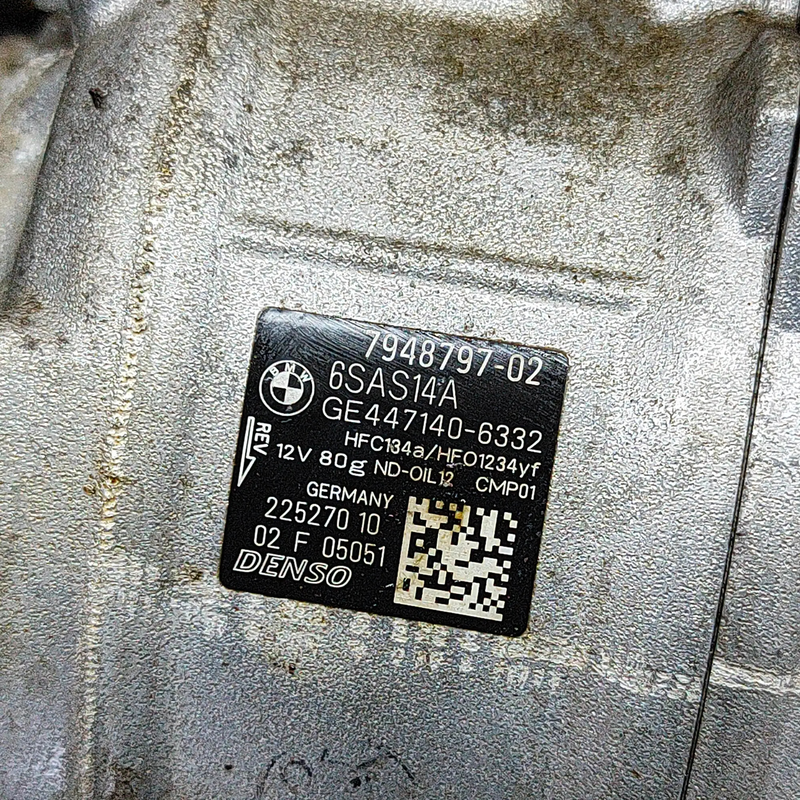 7948797-02
BMW
6SAS14A
GE447140-6332
HFC134a/HFO1234yf
REV
12V 80g ND-OIL12 CMP01
GERMANY
225270 10
02 F 05051
DENSO